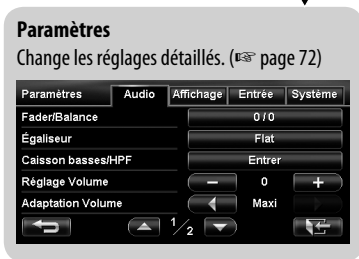 Paramètres
Change les réglages détaillés. (☞ page 72)
Paramètres Audio Affichage Entrée Système
Fader/Balance 0 / 0
Égaliseur Flat
Caisson basses/HPF Entrer
Réglage Volume − 0 +
Adaptation Volume Maxi
1/2